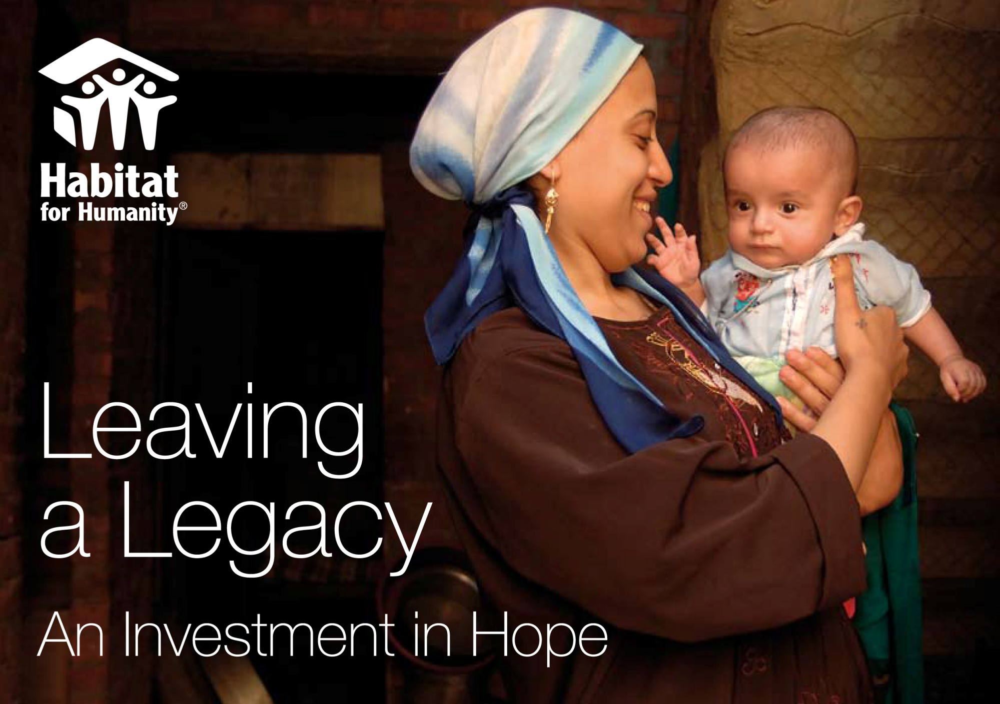 Habitat
for Humanity®
Leaving
a Legacy
An Investment in Hope